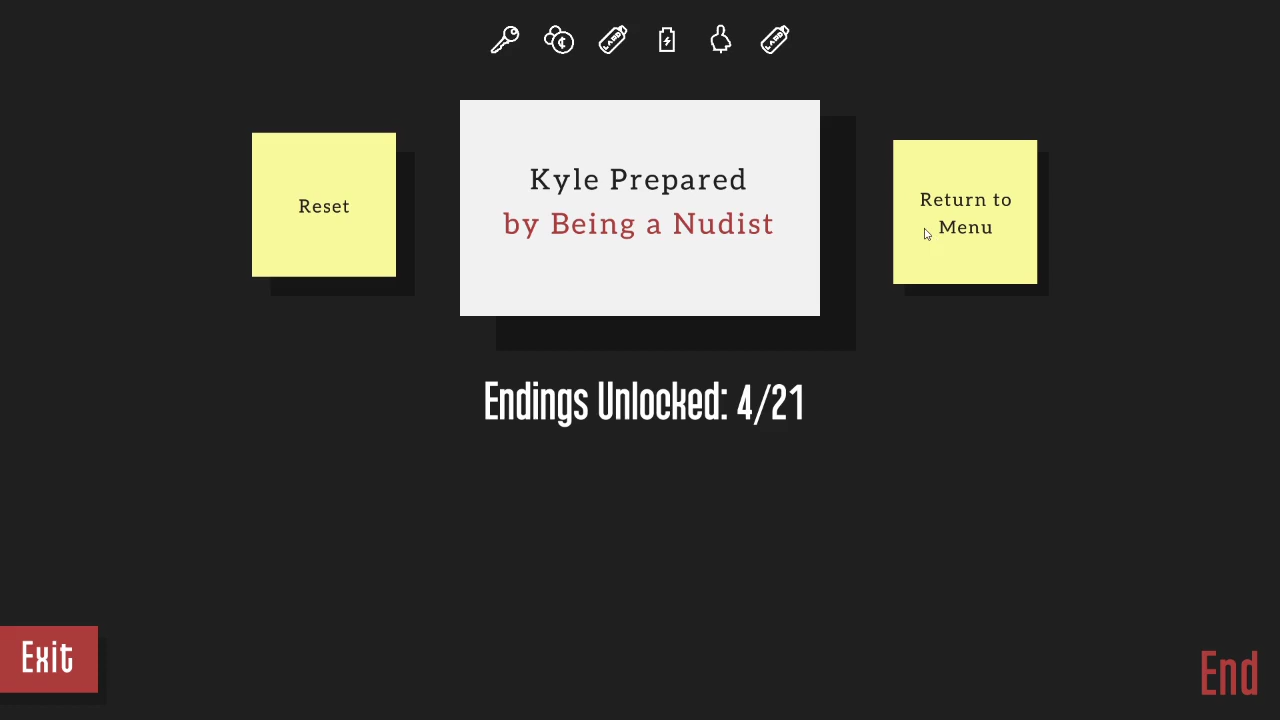 Reset
Kyle Prepared
by Being a Nudist
Return to
Menu
Endings Unlocked: 4/21
Exit
End